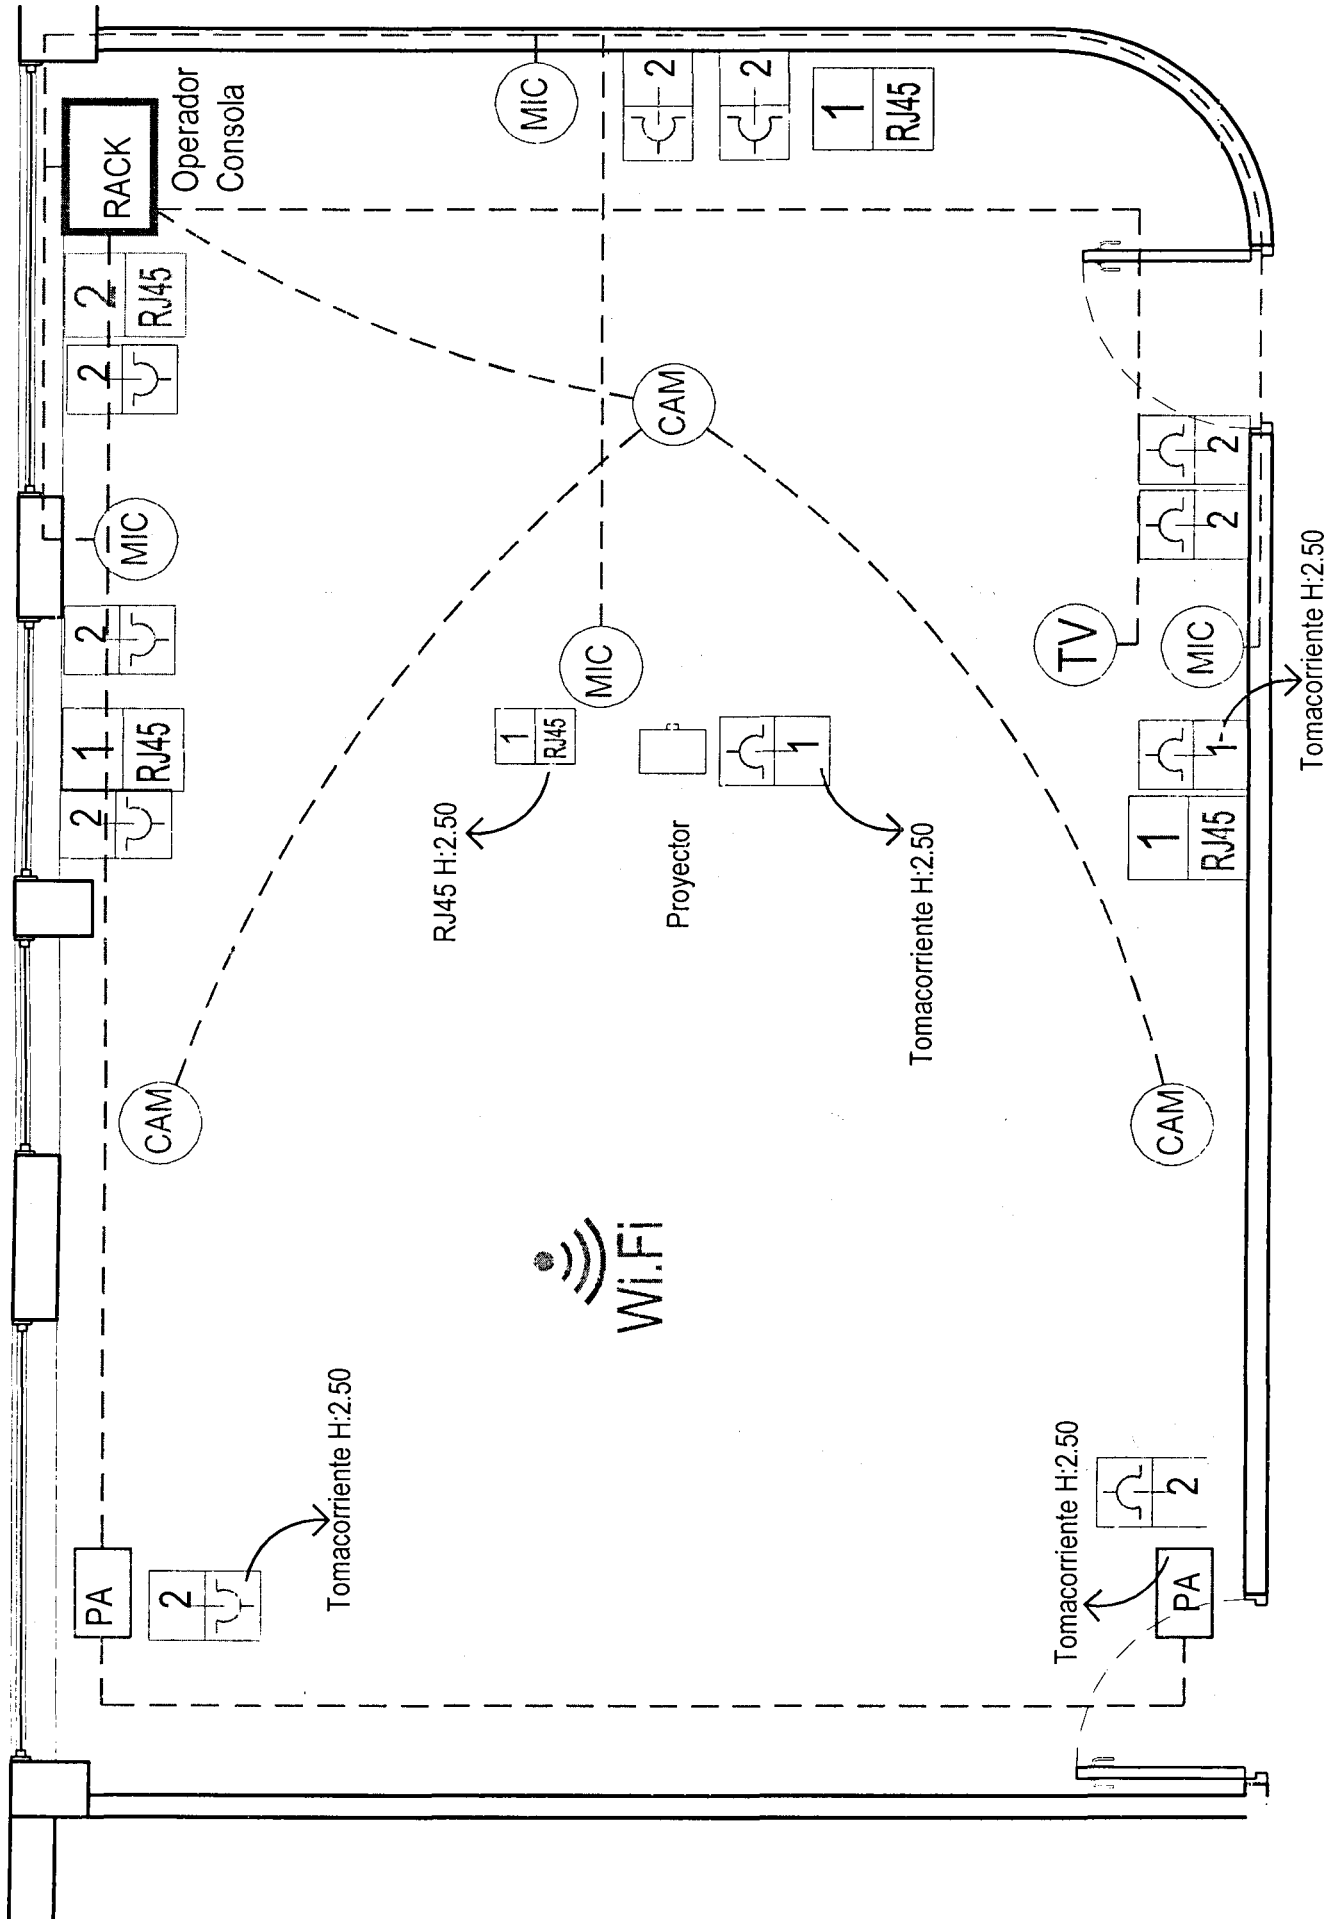 PA
2
1
RJ45
2
MIC
2
2
RJ45
RACK
Operador
Consola
CAM
2
Tomacorriente H:2.50
RJ45 H:2.50
1
RJ45
MIC
MIC
Wi.Fi
2
2
CAM
Proyector
1
1
RJ45
Tomacorriente H:2.50
Tomacorriente H:2.50
TV
2
PA
CAM
1
RJ45
1
MIC
2
2
Tomacorriente H:2.50